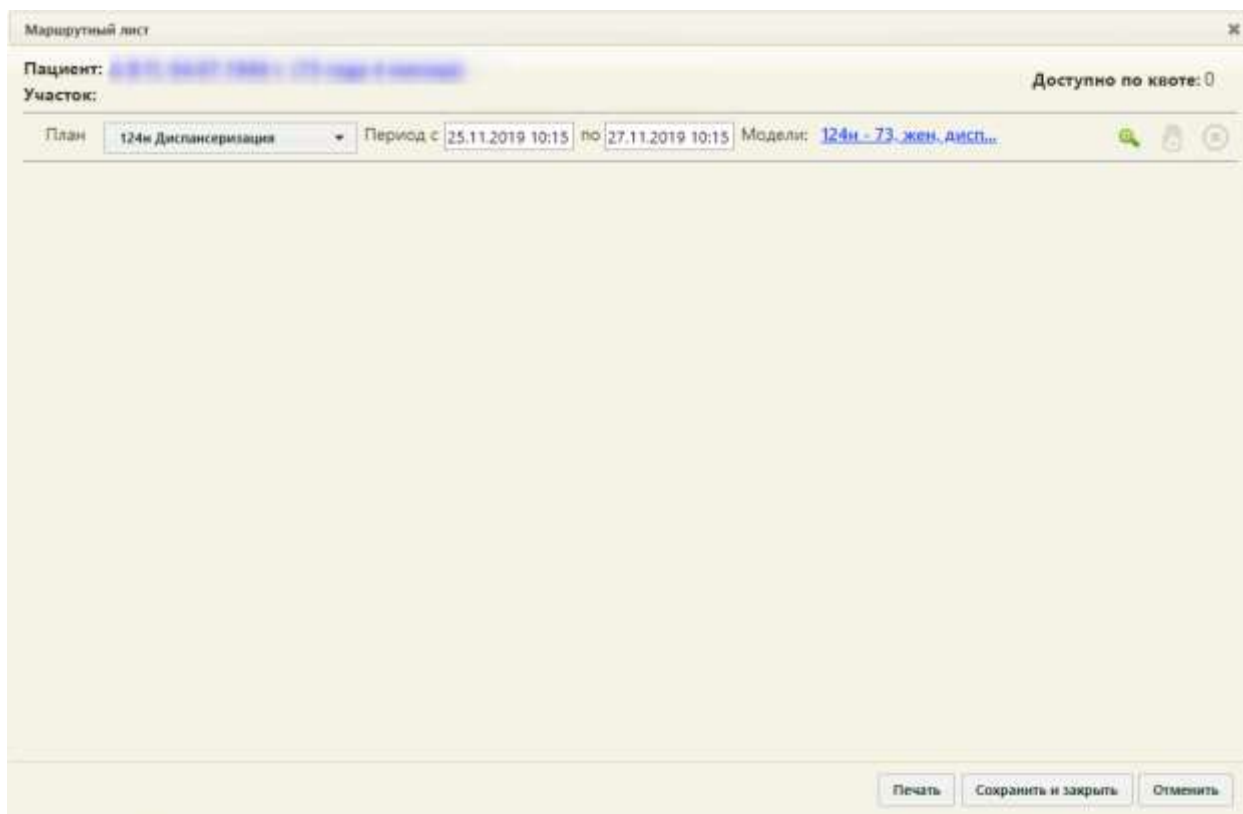 Маршрутный лист
Пациент:
Участок:
Доступно по квоте: 0
План 124н Диспансеризация Период с 25.11.2019 10:15 по 27.11.2019 10:15 Модели: 124н - 73, жен, дисп...
Печать Сохранить и закрыть Отменить